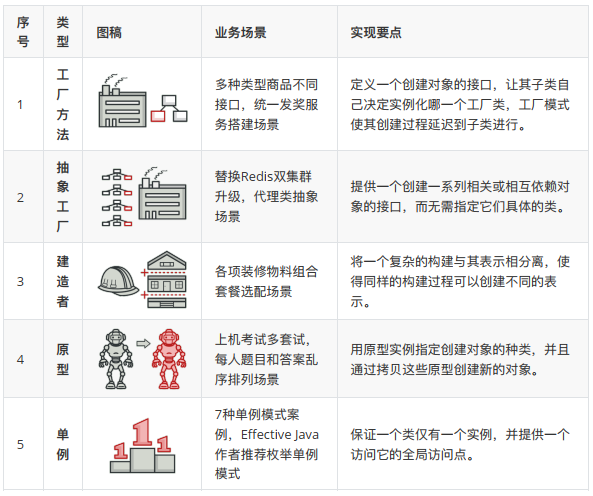 序号 类型 图稿 业务场景 实现要点
1 工厂方法
多种类型商品不同
接口，统一发奖服
务搭建场景
定义一个创建对象的接口，让其子类自
己决定实例化哪一个工厂类，工厂模式
使其创建过程延迟到子类进行。
2 抽象工厂
替换Redis双集群
升级，代理类抽象
场景
提供一个创建一系列相关或相互依赖对
象的接口，而无需指定它们具体的类。
3 建造者
各项装修物料组合
套餐选配场景
将一个复杂的构建与其表示相分离，使
得同样的构建过程可以创建不同的表
示。
4 原型
上机考试多套试，
每人题目和答案乱
序排列场景
用原型实例指定创建对象的种类，并且
通过拷贝这些原型创建新的对象。
5 单例
1 1 1
7种单例模式案
例，Effective Java
作者推荐枚举单例
模式
保证一个类仅有一个实例，并提供一个
访问它的全局访问点。